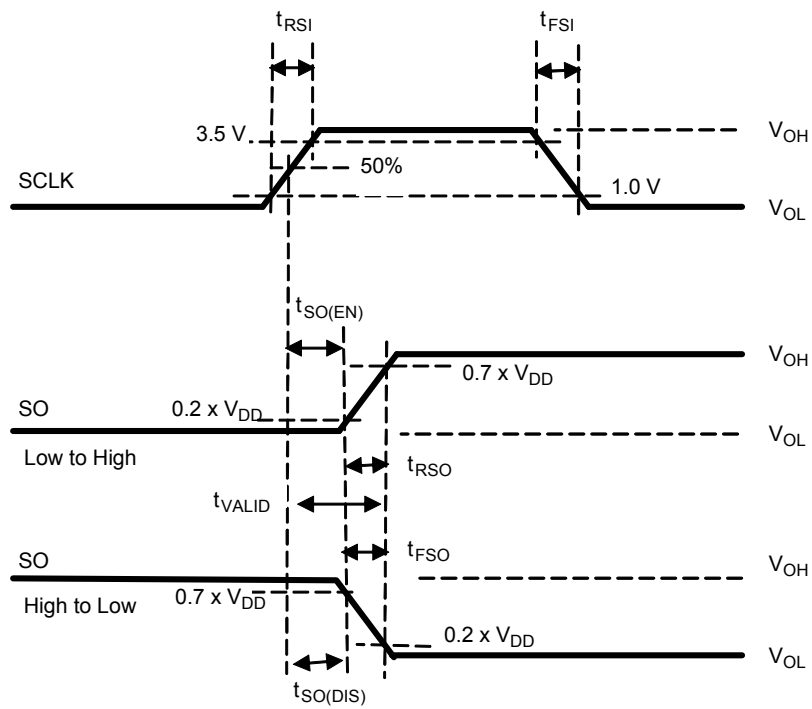 tRSI
tFSI
3.5 V
VOH
50%
SCLK
1.0 V
VOL
tSO(EN)
VOH
0.7 x VDD
SO
0.2 x VDD
VOL
Low to High
tRSO
tVALID
SO
tFSO
VOH
0.7 x VDD
High to Low
0.2 x VDD
VOL
tSO(DIS)